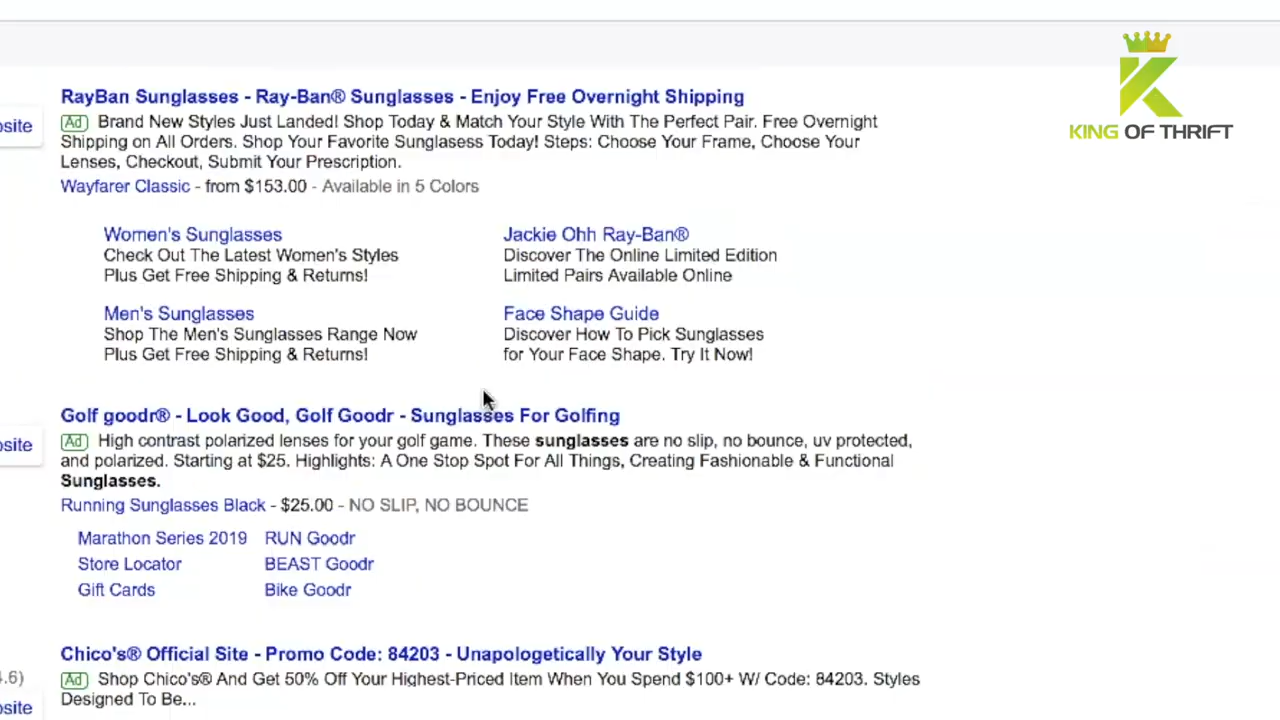 KING OF THRIFT
RayBan Sunglasses - Ray-Ban® Sunglasses - Enjoy Free Overnight Shipping
Ad Brand New Styles Just Landed! Shop Today & Match Your Style With The Perfect Pair. Free Overnight
Shipping on All Orders. Shop Your Favorite Sunglasess Today! Steps: Choose Your Frame, Choose Your
Lenses, Checkout, Submit Your Prescription.
Wayfarer Classic - from $153.00 - Available in 5 Colors
Women's Sunglasses
Check Out The Latest Women's Styles
Plus Get Free Shipping & Returns!
Jackie Ohh Ray-Ban®
Discover The Online Limited Edition
Limited Pairs Available Online
Men's Sunglasses
Shop The Men's Sunglasses Range Now
Plus Get Free Shipping & Returns!
Face Shape Guide
Discover How To Pick Sunglasses
for Your Face Shape. Try It Now!
Golf goodr® - Look Good, Golf Goodr - Sunglasses For Golfing
Ad High contrast polarized lenses for your golf game. These sunglasses are no slip, no bounce, uv protected,
and polarized. Starting at $25. Highlights: A One Stop Spot For All Things, Creating Fashionable & Functional
Sunglasses.
Running Sunglasses Black - $25.00 - NO SLIP, NO BOUNCE
Marathon Series 2019 RUN Goodr
Store Locator BEAST Goodr
Gift Cards Bike Goodr
Chico's® Official Site - Promo Code: 84203 - Unapologetically Your Style
Ad Shop Chico's® And Get 50% Off Your Highest-Priced Item When You Spend $100+ W/ Code: 84203. Styles
Designed To Be...